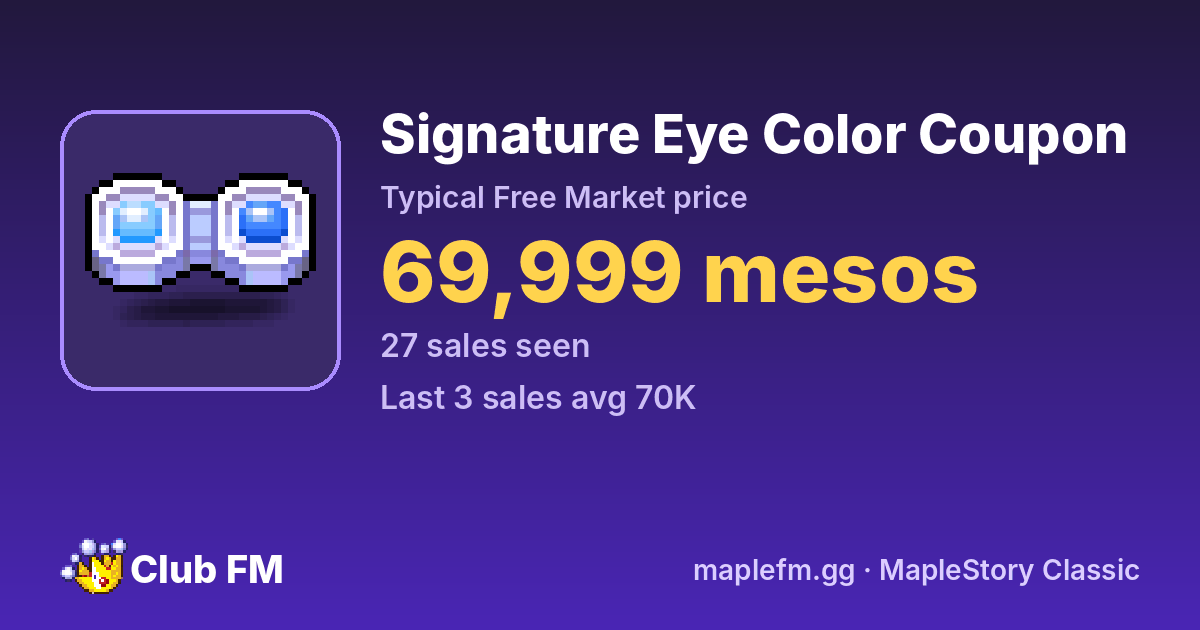 Signature Eye Color Coupon
Typical Free Market price
69,999 mesos
27 sales seen
Last 3 sales avg 70K
Club FM
maplefm.gg · MapleStory Classic